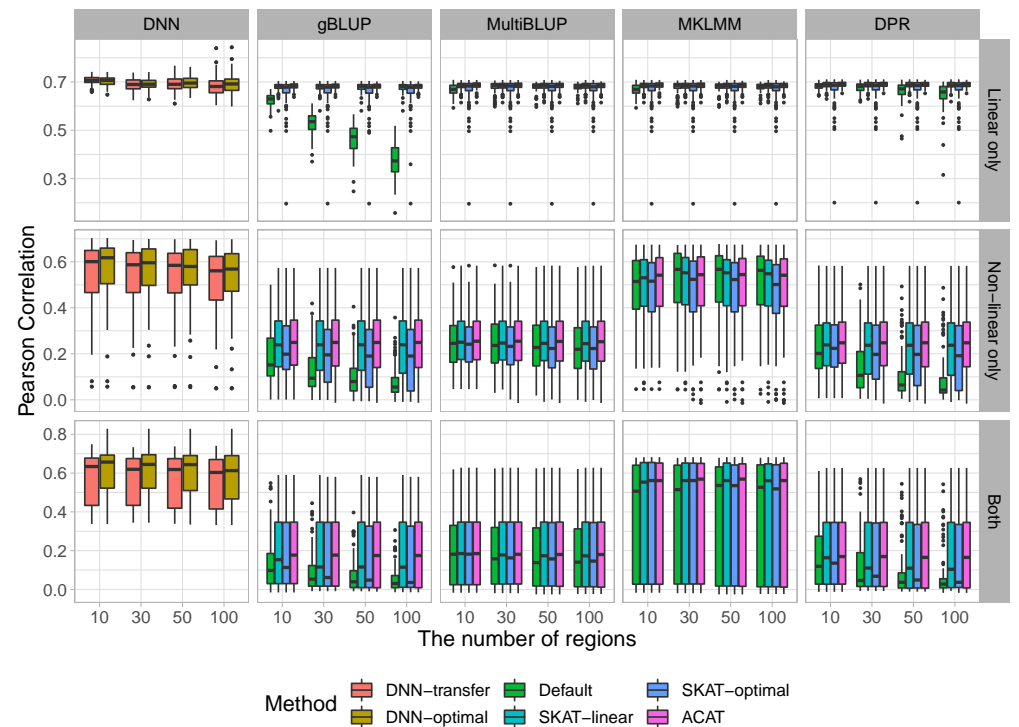 DNN gBLUP MultiBLUP MKLMM DPR
0.7
0.5
0.3
Linear only
0.6
0.4
0.2
0.0
Non−linear only
0.8
0.6
0.4
0.2
0.0
Both
Pearson Correlation
10 30 50 100 10 30 50 100 10 30 50 100 10 30 50 100 10 30 50 100
The number of regions
Method
DNN−transfer Default SKAT−optimal
DNN−optimal SKAT−linear ACAT